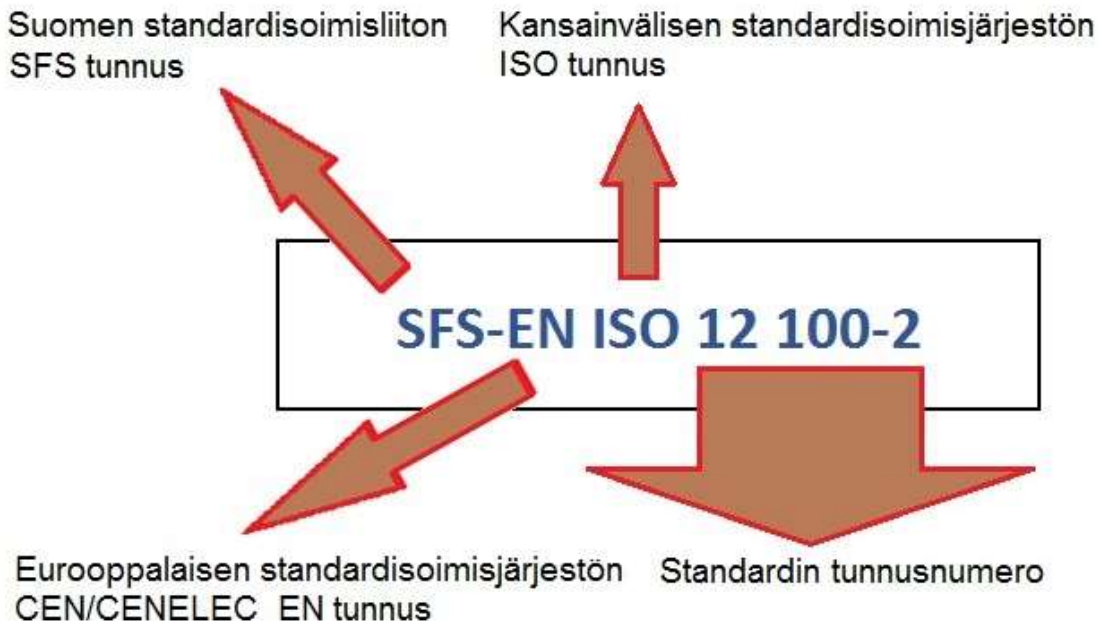 Suomen standardisoimisliiton
SFS tunnus
Kansainvälisen standardisoimisjärjestön
ISO tunnus
SFS-EN ISO 12 100-2
Eurooppalaisen standardisoimisjärjestön
CEN/CENELEC EN tunnus
Standardin tunnusnumero